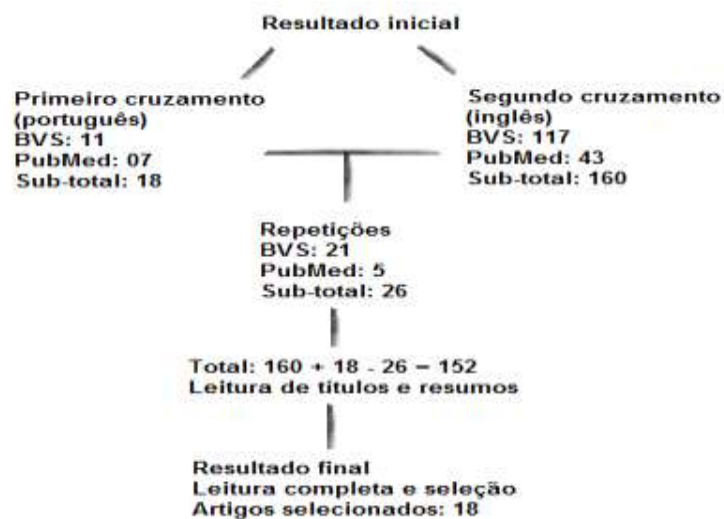 Resultado inicial
Primeiro cruzamento
(português)
BVS: 11
PubMed: 07
Sub-total: 18
Segundo cruzamento
(inglês)
BVS: 117
PubMed: 43
Sub-total: 160
Repetições
BVS: 21
PubMed: 5
Sub-total: 26
Total: 160 + 18 - 26 = 152
Leitura de títulos e resumos
Resultado final
Leitura completa e seleção
Artigos selecionados: 18